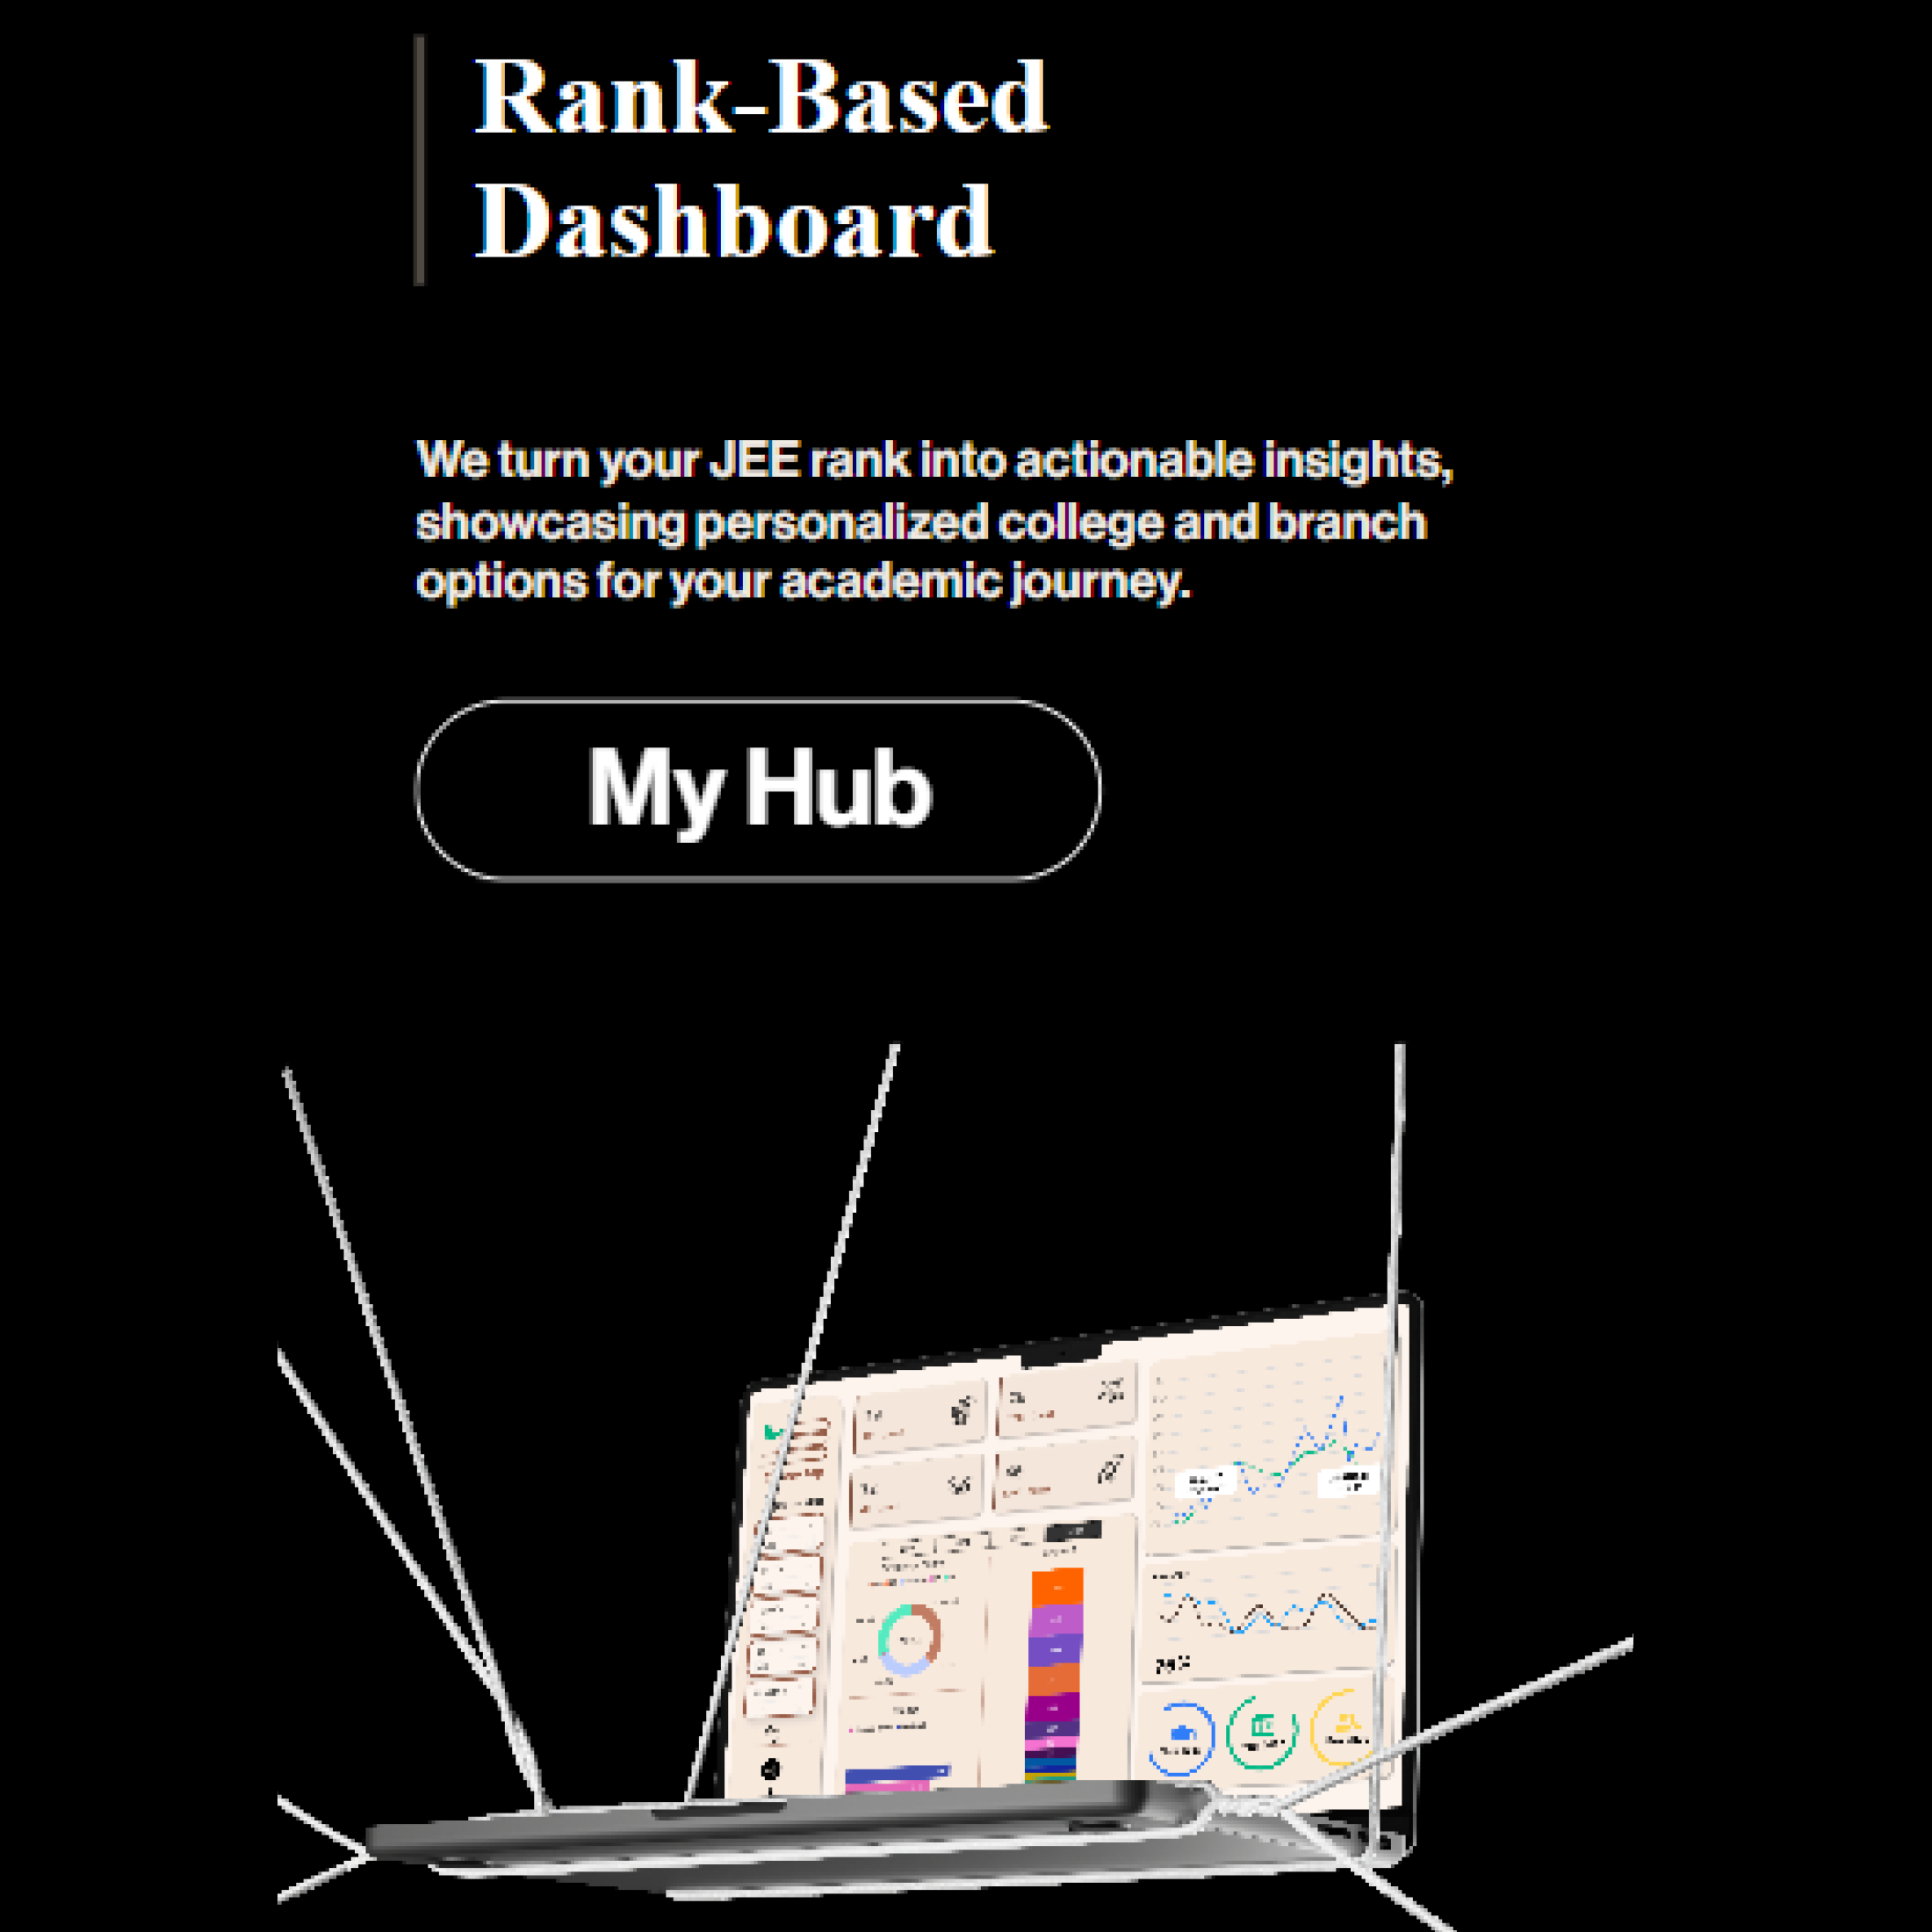 Rank-Based
Dashboard
We turn your JEE rank into actionable insights,
showcasing personalized college and branch
options for your academic journey.
My Hub